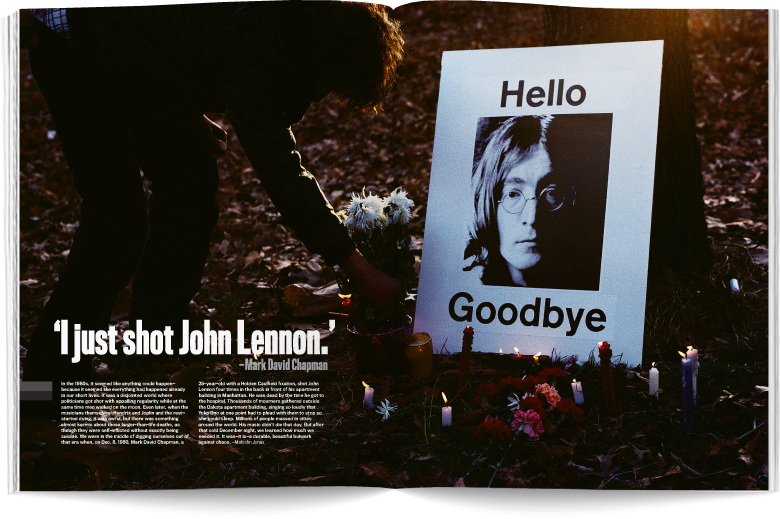 Hello
Goodbye
‘I just shot John Lennon.’
–Mark David Chapman
In the 1960s, it seemed like anything could happen–
because it seemed like everything had happened already
in our short lives. It was a disjointed world where
politicians got shot with appalling regularity while at the
same time men walked on the moon. Even later, when the
musicians Hendrix and Joplin and the rest–
started dying, it was awful, but there was something
almost karmic about those larger-than-life deaths, as
though they were self-inflicted without exactly being
suicide. We were in the middle of digging ourselves out of
that era when, on Dec. 8, 1980, Mark David Chapman, a
25-year-old with a Holden Caulfield fixation, shot John
Lennon four times in the back in front of his apartment
building in Manhattan. He was dead by the time he got to
the hospital. Thousands of mourners gathered outside
the Dakota apartment building, singing so loudly that
Yoko Ono at one point had to plead with them to stop so
she could sleep. Millions of people massed in cities
around the world. His music didn't die that day. But after
that cold December night, we learned how much we
needed it. It was–it is–a durable, beautiful bulwark
against chaos. –Malcolm Jones